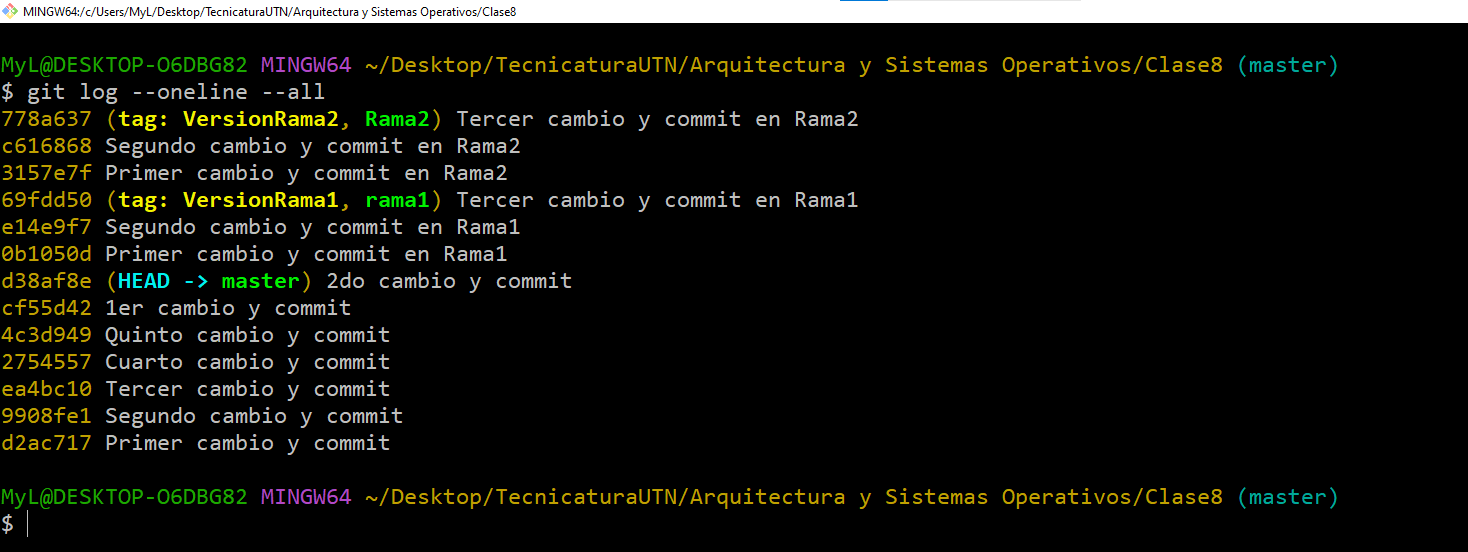 MINGW64:/c/Users/MyL/Desktop/TecnicaturaUTN/Arquitectura y Sistemas Operativos/Clase8
MyL@DESKTOP-O6DBG82 MINGW64 ~/Desktop/TecnicaturaUTN/Arquitectura y Sistemas Operativos/Clase8 (master)
$ git log --oneline --all
778a637 (tag: VersionRama2, Rama2) Tercer cambio y commit en Rama2
c616868 Segundo cambio y commit en Rama2
3157e7f Primer cambio y commit en Rama2
69fdd50 (tag: VersionRama1, rama1) Tercer cambio y commit en Rama1
e14e9f7 Segundo cambio y commit en Rama1
0b1050d Primer cambio y commit en Rama1
d38af8e (HEAD -> master) 2do cambio y commit
cf55d42 1er cambio y commit
4c3d949 Quinto cambio y commit
2754557 Cuarto cambio y commit
ea4bc10 Tercer cambio y commit
9908fe1 Segundo cambio y commit
d2ac717 Primer cambio y commit
MyL@DESKTOP-O6DBG82 MINGW64 ~/Desktop/TecnicaturaUTN/Arquitectura y Sistemas Operativos/Clase8 (master)
$